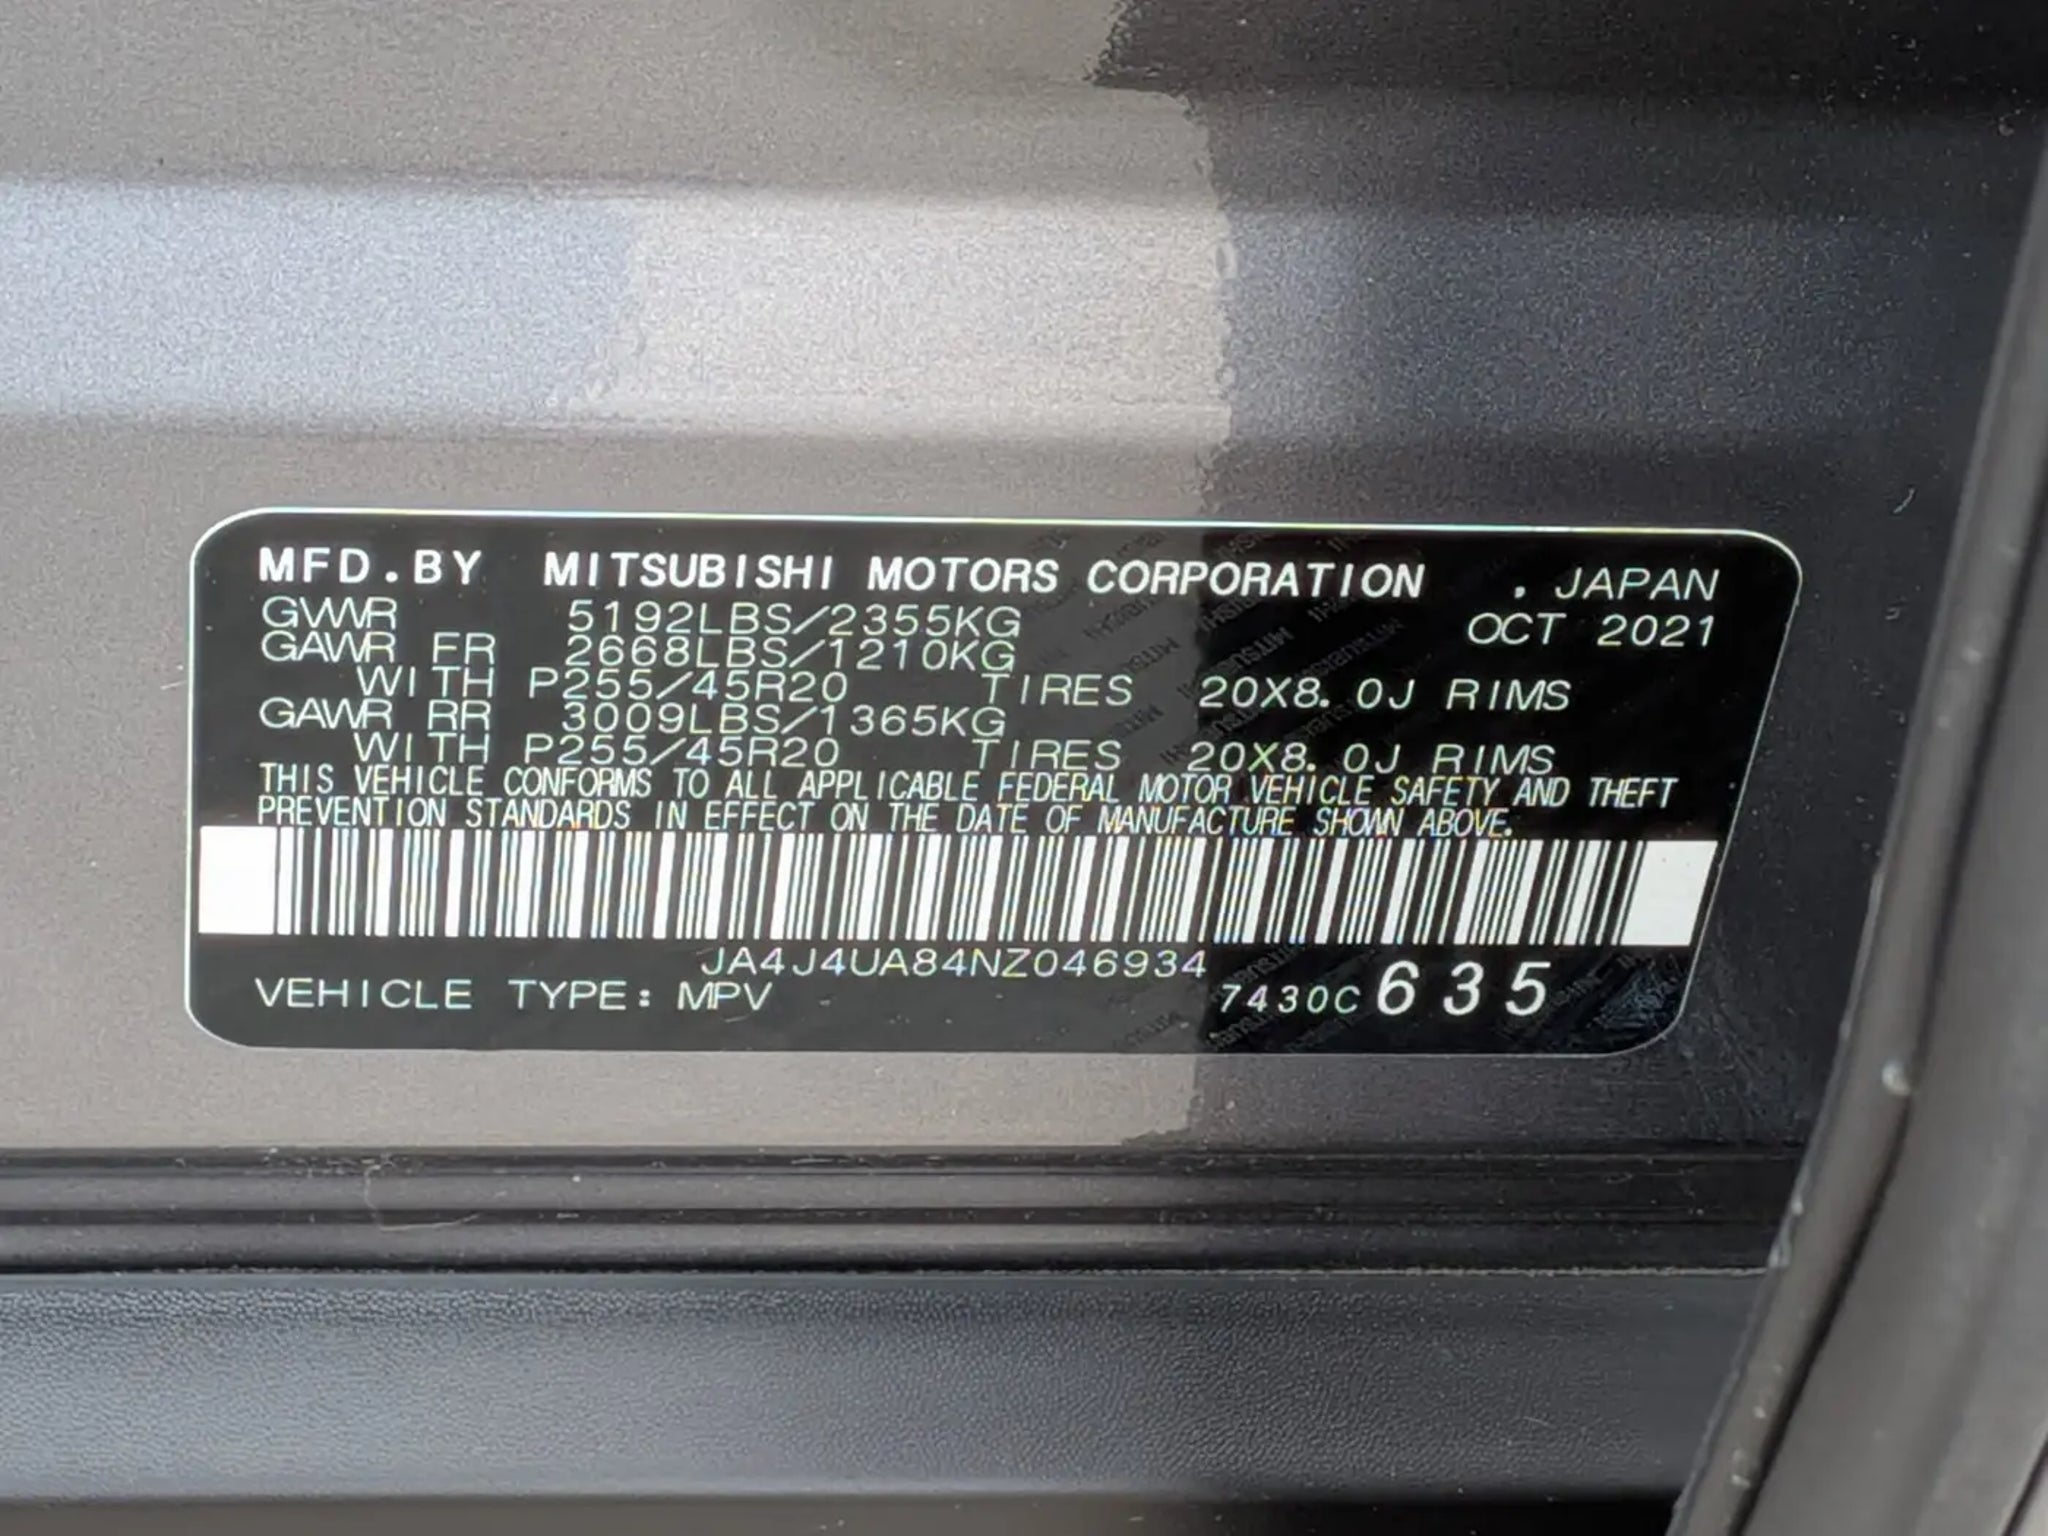 MFD.BY MITSUBISHI MOTORS CORPORATION . JAPAN
GVWR 5192LBS/2355KG OCT 2021
GAWR FR 2668LBS/1210KG
WITH P255/45R20 TIRES 20X8.0J RIMS
GAWR RR 3009LBS/1365KG
WITH P255/45R20 TIRES 20X8.0J RIMS
THIS VEHICLE CONFORMS TO ALL APPLICABLE FEDERAL MOTOR VEHICLE SAFETY AND THEFT
PREVENTION STANDARDS IN EFFECT ON THE DATE OF MANUFACTURE SHOWN ABOVE.
JA4J4UA84NZ046934
VEHICLE TYPE: MPV 7430C 635